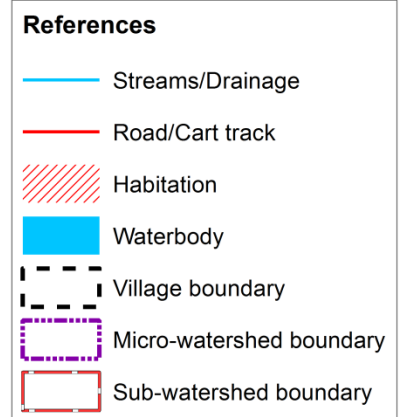 References
Streams/Drainage
Road/Cart track
Habitation
Waterbody
Village boundary
Micro-watershed boundary
Sub-watershed boundary